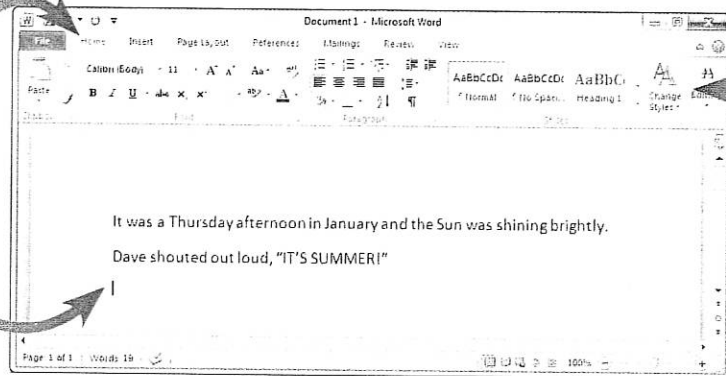 Document1 - Microsoft Word
File Home Insert Page Layout References Mailings Review View
Calibri (Body) 11 A A Aa
Paste B I U abc X, X A
AaBbCcDc AaBbCcDc AaBbC
Normal No Spaci... Heading 1 Change Styles
Font Paragraph Styles
It was a Thursday afternoon in January and the Sun was shining brightly.
Dave shouted out loud, "IT'S SUMMER!"
Page 1 of 1 Words: 19 100%